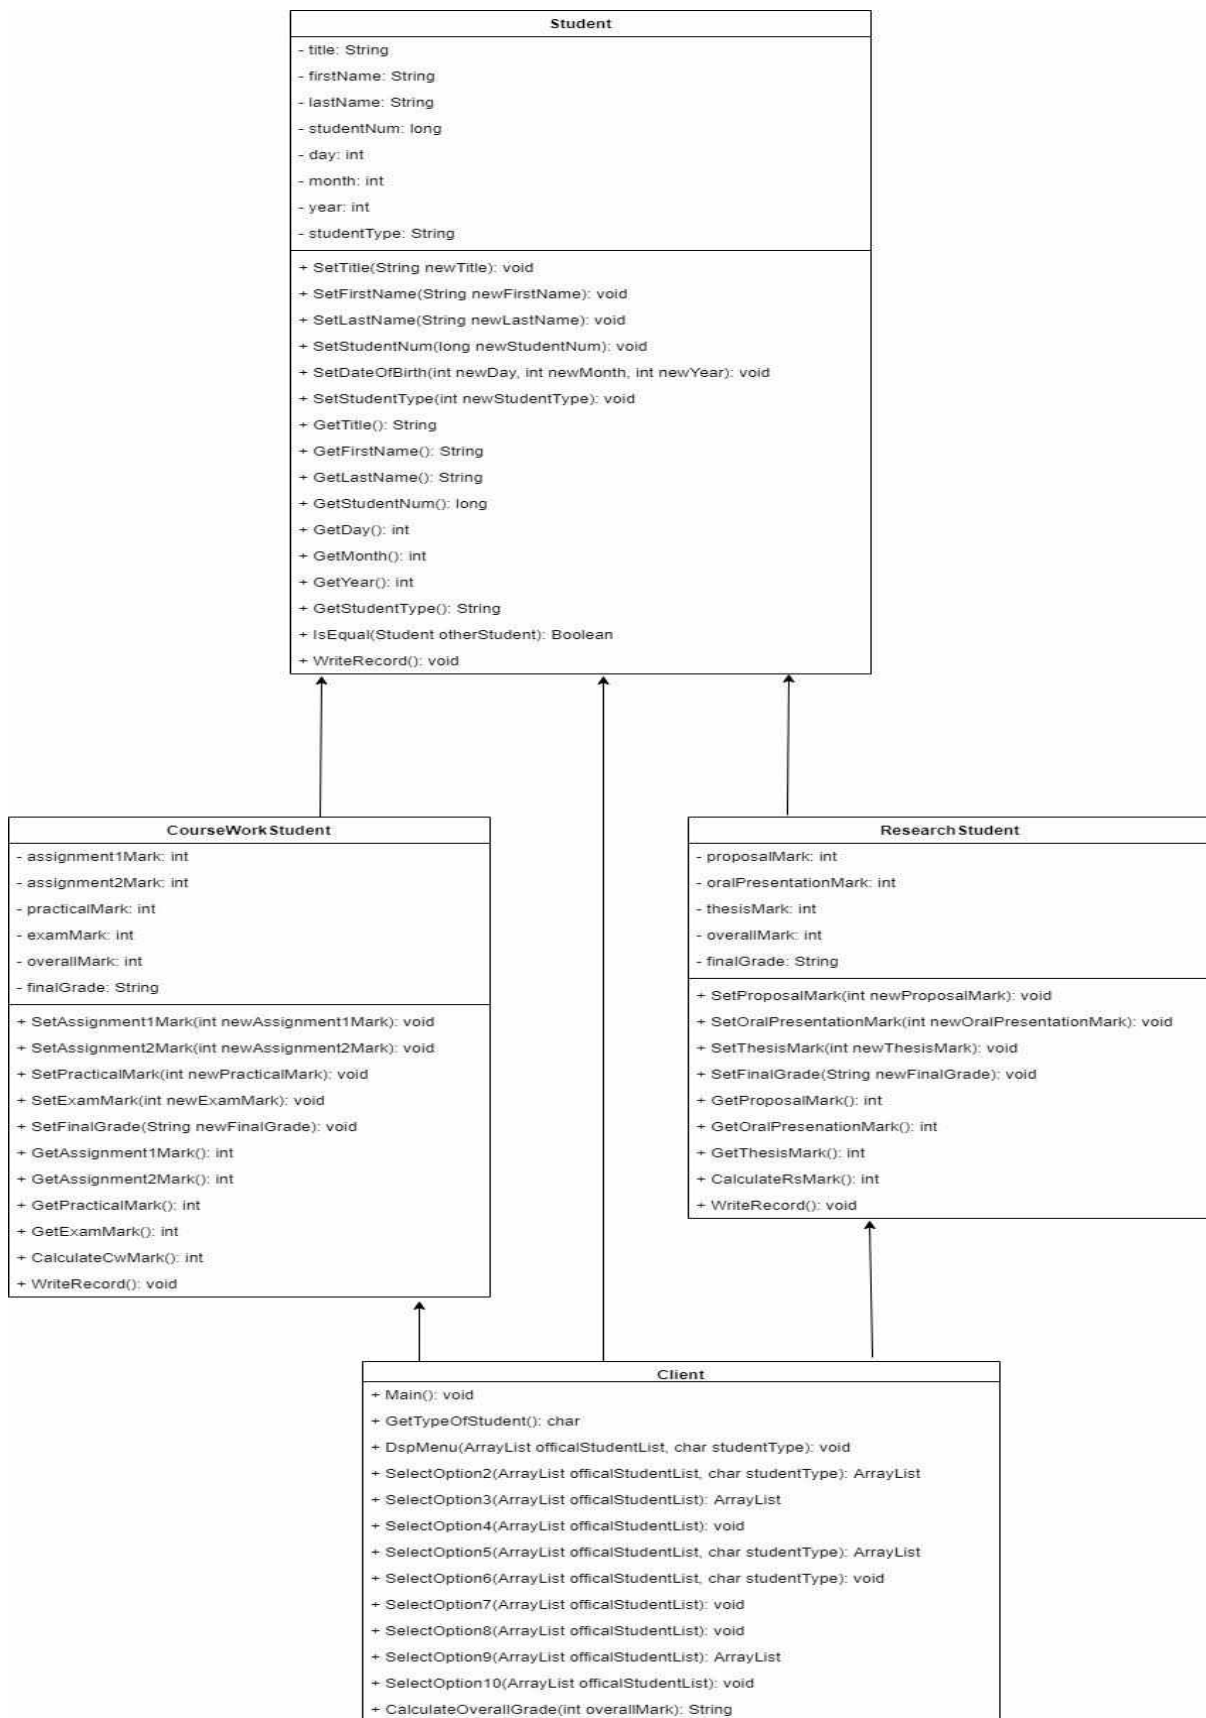 Student
- title: String
- firstName: String
- lastName: String
- studentNum: long
- day: int
- month: int
- year: int
- studentType: String
+ SetTitle(String newTitle): void
+ SetFirstName(String newFirstName): void
+ SetLastName(String newLastName): void
+ SetStudentNum(long newStudentNum): void
+ SetDateOfBirth(int newDay, int newMonth, int newYear): void
+ SetStudentType(int newStudentType): void
+ GetTitle(): String
+ GetFirstName(): String
+ GetLastName(): String
+ GetStudentNum(): long
+ GetDay(): int
+ GetMonth(): int
+ GetYear(): int
+ GetStudentType(): String
+ IsEqual(Student otherStudent): Boolean
+ WriteRecord(): void
CourseWorkStudent
- assignment1Mark: int
- assignment2Mark: int
- practicalMark: int
- examMark: int
- overallMark: int
- finalGrade: String
+ SetAssignment1Mark(int newAssignment1Mark): void
+ SetAssignment2Mark(int newAssignment2Mark): void
+ SetPracticalMark(int newPracticalMark): void
+ SetExamMark(int newExamMark): void
+ SetFinalGrade(String newFinalGrade): void
+ GetAssignment1Mark(): int
+ GetAssignment2Mark(): int
+ GetPracticalMark(): int
+ GetExamMark(): int
+ CalculateCwMark(): int
+ WriteRecord(): void
ResearchStudent
- proposalMark: int
- oralPresentationMark: int
- thesisMark: int
- overallMark: int
- finalGrade: String
+ SetProposalMark(int newProposalMark): void
+ SetOralPresentationMark(int newOralPresentationMark): void
+ SetThesisMark(int newThesisMark): void
+ SetFinalGrade(String newFinalGrade): void
+ GetProposalMark(): int
+ GetOralPresenationMark(): int
+ GetThesisMark(): int
+ CalculateRsMark(): int
+ WriteRecord(): void
Client
+ Main(): void
+ GetTypeOfStudent(): char
+ DspMenu(ArrayList officalStudentList, char studentType): void
+ SelectOption2(ArrayList officalStudentList, char studentType): ArrayList
+ SelectOption3(ArrayList officalStudentList): ArrayList
+ SelectOption4(ArrayList officalStudentList): void
+ SelectOption5(ArrayList officalStudentList, char studentType): ArrayList
+ SelectOption6(ArrayList officalStudentList, char studentType): void
+ SelectOption7(ArrayList officalStudentList): void
+ SelectOption8(ArrayList officalStudentList): void
+ SelectOption9(ArrayList officalStudentList): ArrayList
+ SelectOption10(ArrayList officalStudentList): void
+ CalculateOverallGrade(int overallMark): String